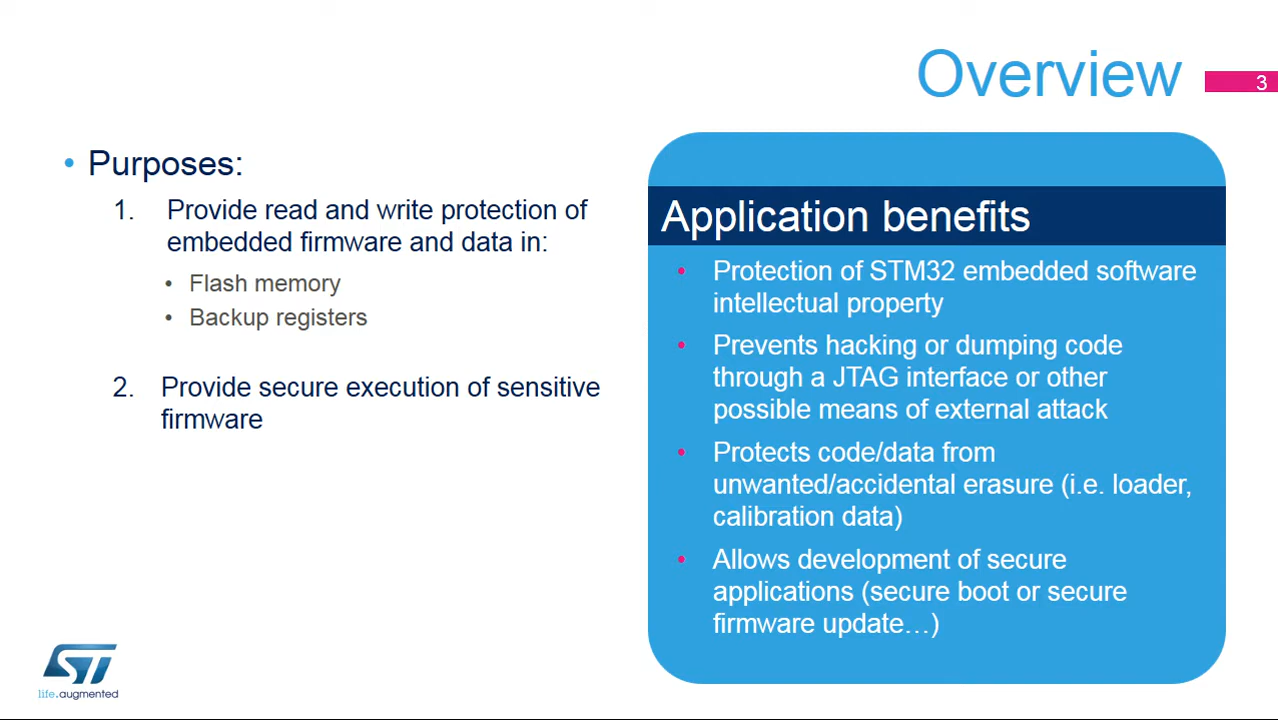 Overview
3
• Purposes:
1. Provide read and write protection of
embedded firmware and data in:
• Flash memory
• Backup registers
2. Provide secure execution of sensitive
firmware
Application benefits
• Protection of STM32 embedded software
intellectual property
• Prevents hacking or dumping code
through a JTAG interface or other
possible means of external attack
• Protects code/data from
unwanted/accidental erasure (i.e. loader,
calibration data)
• Allows development of secure
applications (secure boot or secure
firmware update…)
ST
life.augmented